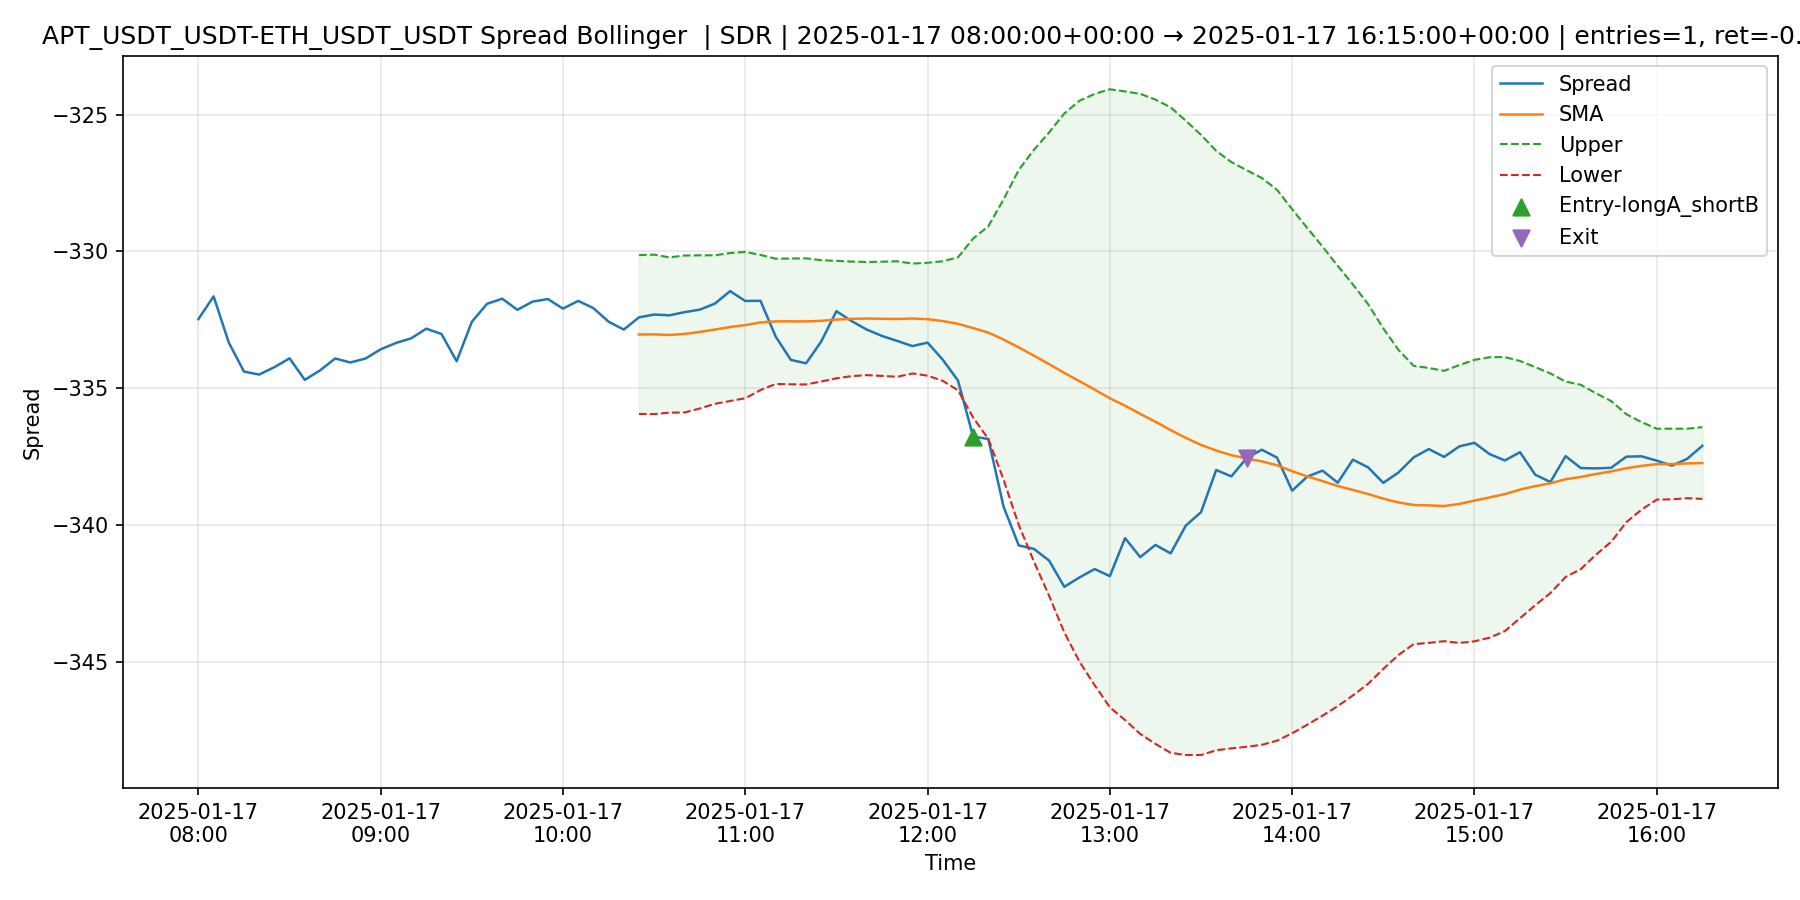 APT_USDT_USDT-ETH_USDT_USDT Spread Bollinger | SDR | 2025-01-17 08:00:00+00:00 → 2025-01-17 16:15:00+00:00 | entries=1, ret=-0.
Spread
SMA
Upper
Lower
Entry-longA_shortB
Exit
−325
−330
−335
−340
−345
Spread
2025-01-17
08:00
2025-01-17
09:00
2025-01-17
10:00
2025-01-17
11:00
2025-01-17
12:00
2025-01-17
13:00
2025-01-17
14:00
2025-01-17
15:00
2025-01-17
16:00
Time